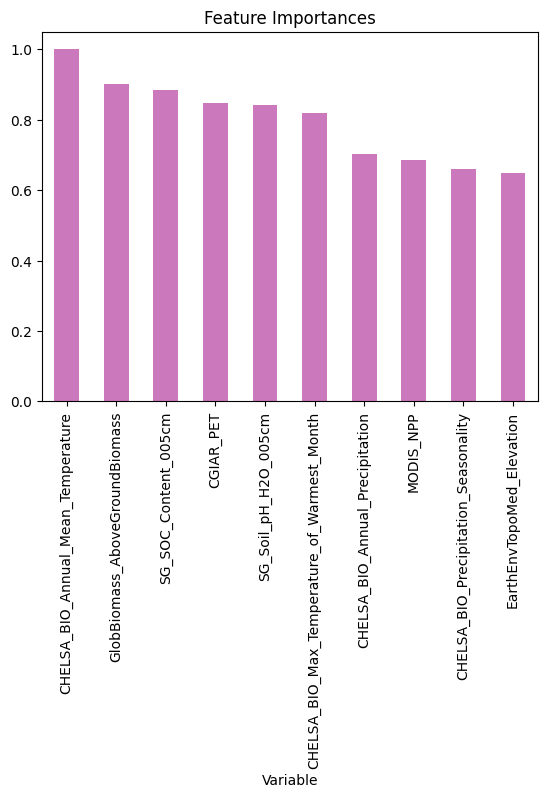 Feature Importances
1.0
0.8
0.6
0.4
0.2
0.0
CHELSA_BIO_Annual_Mean_Temperature
GlobBiomass_AboveGroundBiomass
SG_SOC_Content_005cm
CGIAR_PET
SG_Soil_pH_H2O_005cm
CHELSA_BIO_Max_Temperature_of_Warmest_Month
CHELSA_BIO_Annual_Precipitation
MODIS_NPP
CHELSA_BIO_Precipitation_Seasonality
EarthEnvTopoMed_Elevation
Variable